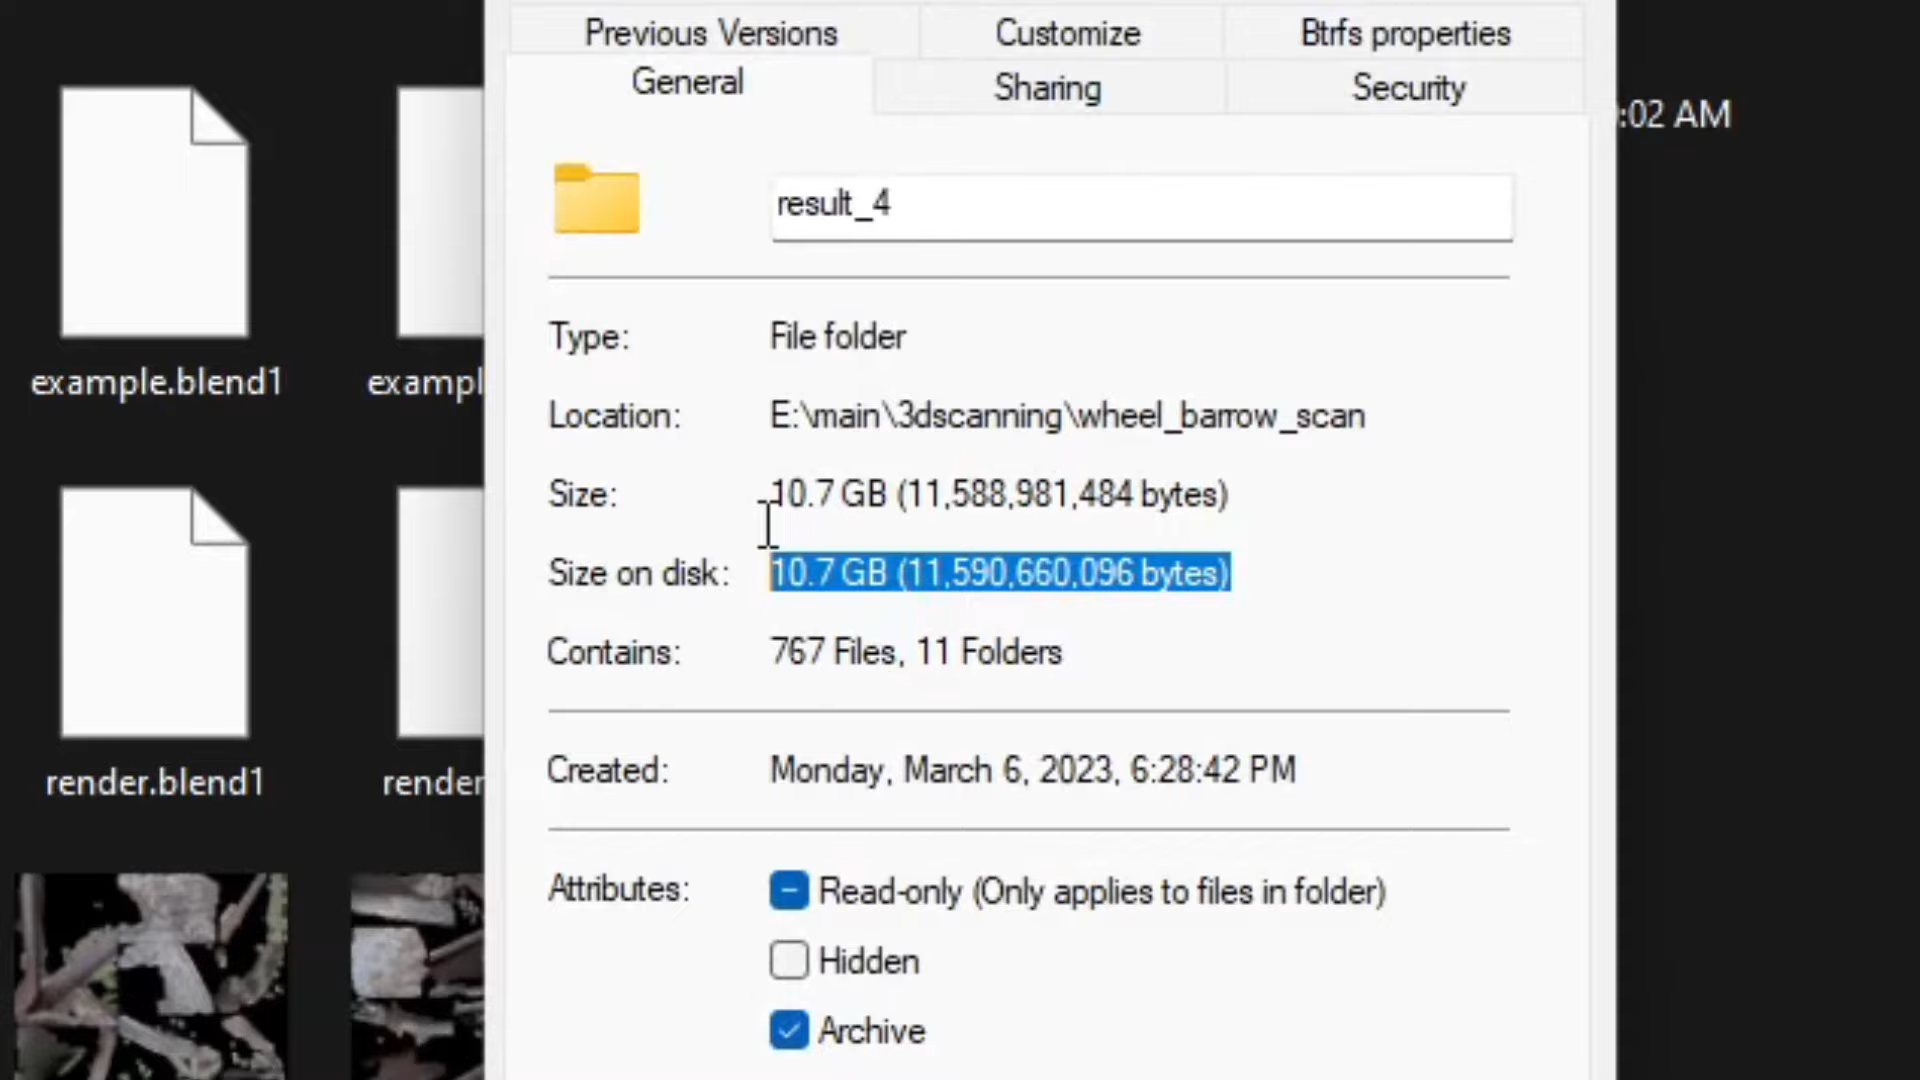 Previous Versions
Customize
Btrfs properties
General
Sharing
Security
:02 AM
result_4
Type:
File folder
Location:
E:\main\3dscanning\wheel_barrow_scan
Size:
10.7 GB (11,588,981,484 bytes)
Size on disk:
10.7 GB (11,590,660,096 bytes)
Contains:
767 Files, 11 Folders
Created:
Monday, March 6, 2023, 6:28:42 PM
Attributes:
Read-only (Only applies to files in folder)
Hidden
Archive
example.blend1
exampl
render.blend1
render